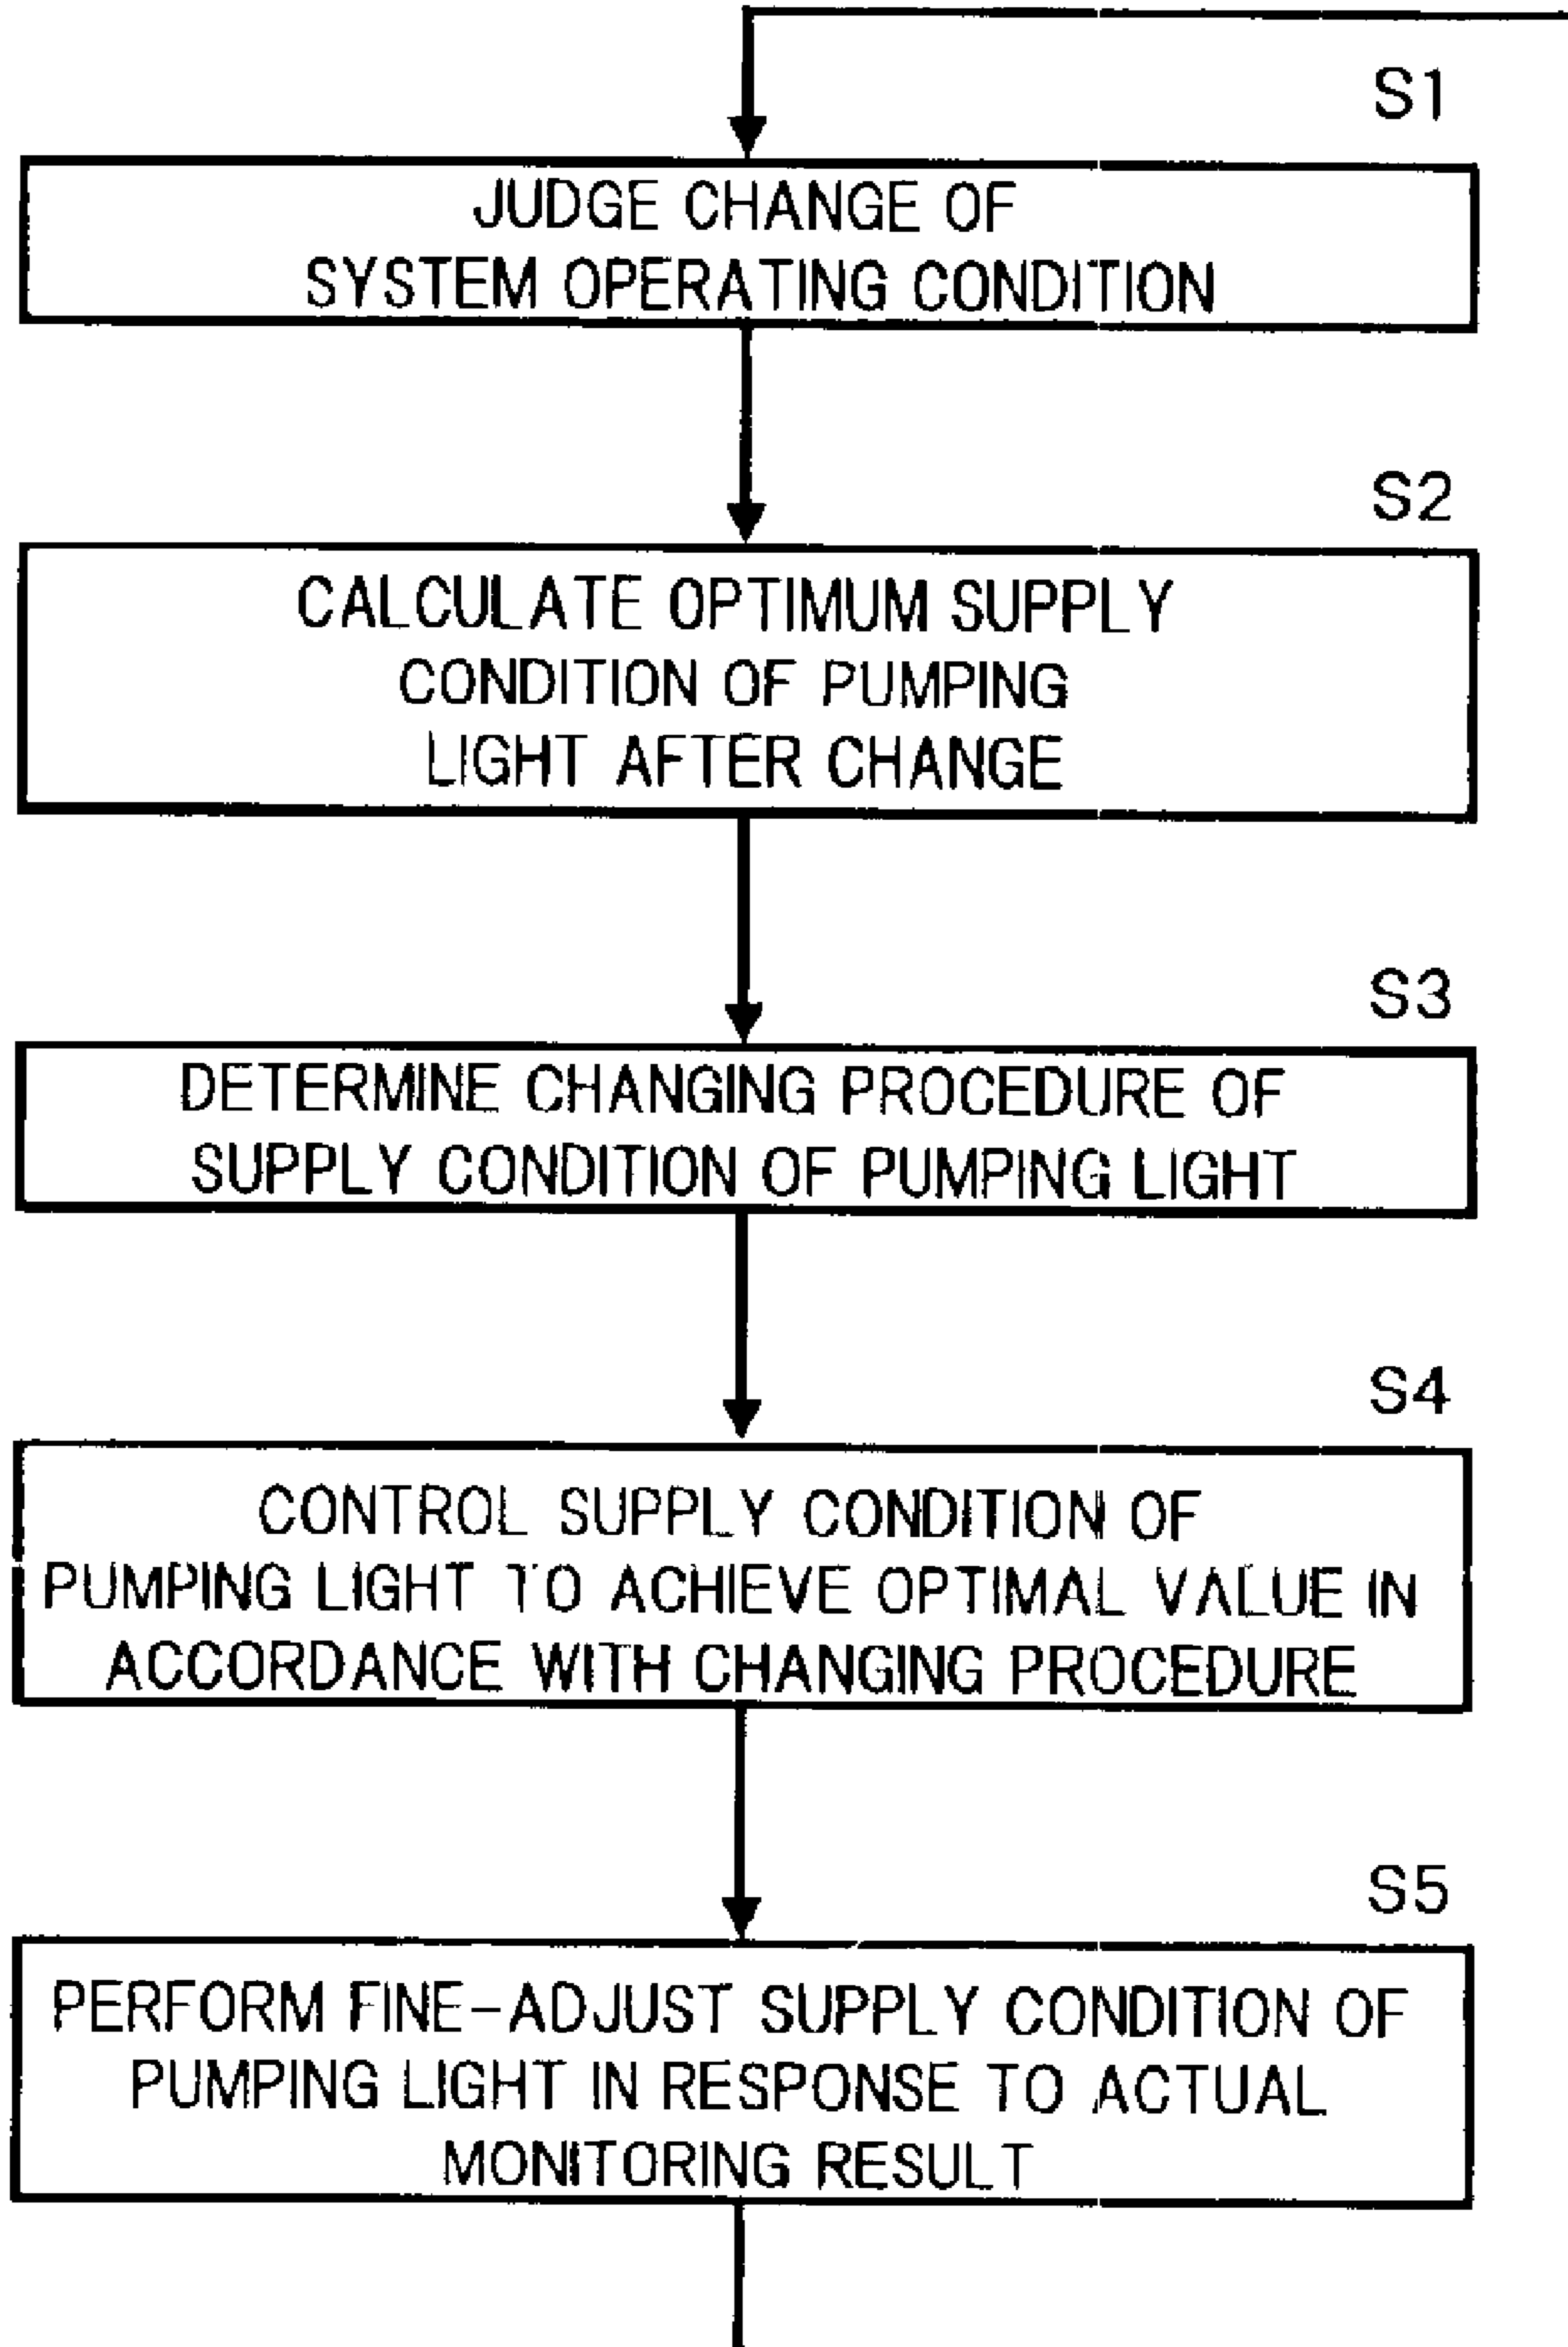 S1
JUDGE CHANGE OF
SYSTEM OPERATING CONDITION
S2
CALCULATE OPTIMUM SUPPLY
CONDITION OF PUMPING
LIGHT AFTER CHANGE
S3
DETERMINE CHANGING PROCEDURE OF
SUPPLY CONDITION OF PUMPING LIGHT
S4
CONTROL SUPPLY CONDITION OF
PUMPING LIGHT TO ACHIEVE OPTIMAL VALUE IN
ACCORDANCE WITH CHANGING PROCEDURE
S5
PERFORM FINE-ADJUST SUPPLY CONDITION OF
PUMPING LIGHT IN RESPONSE TO ACTUAL
MONITORING RESULT